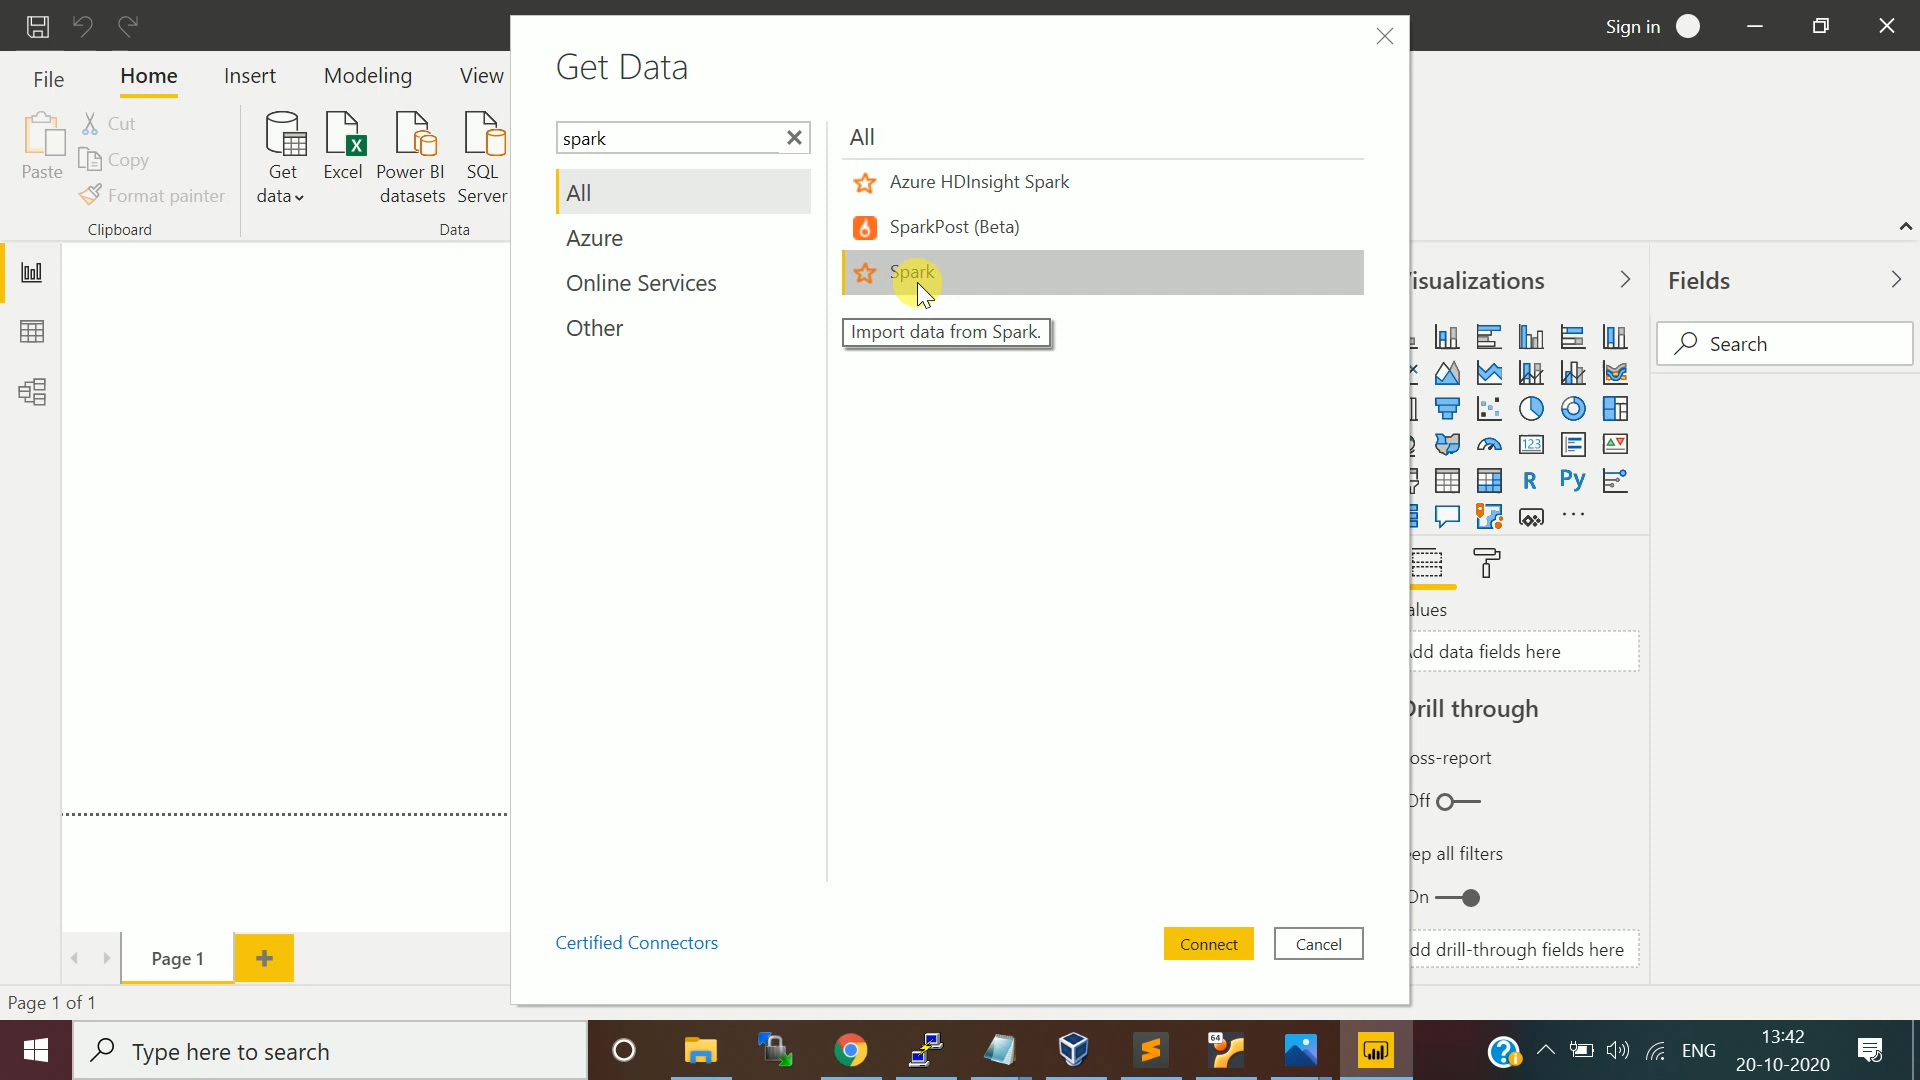 Sign in
File
Home
Insert
Modeling
View
Paste
Cut
Copy
Format painter
Clipboard
Get data
Excel
Power BI datasets
SQL Server
Data
Get Data
spark
All
Azure
Online Services
Other
All
Azure HDInsight Spark
SparkPost (Beta)
Spark
Import data from Spark.
Certified Connectors
Connect
Cancel
isualizations
Fields
Search
123
R
Py
alues
dd data fields here
Drill through
oss-report
Off
ep all filters
On
dd drill-through fields here
Page 1
Page 1 of 1
Type here to search
64
ENG
13:42
20-10-2020